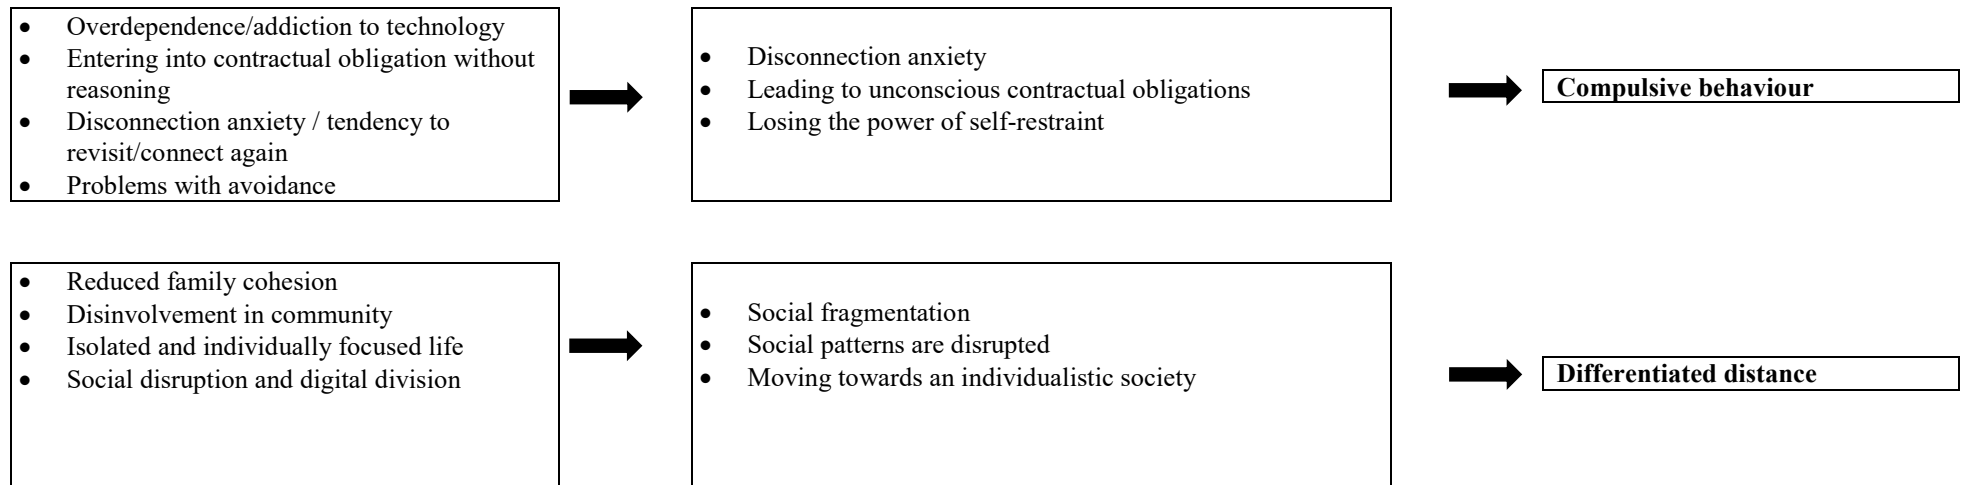 • Overdependence/addiction to technology
• Entering into contractual obligation without
reasoning
• Disconnection anxiety / tendency to
revisit/connect again
• Problems with avoidance
• Disconnection anxiety
• Leading to unconscious contractual obligations
• Losing the power of self-restraint
Compulsive behaviour
• Reduced family cohesion
• Disinvolvement in community
• Isolated and individually focused life
• Social disruption and digital division
• Social fragmentation
• Social patterns are disrupted
• Moving towards an individualistic society
Differentiated distance